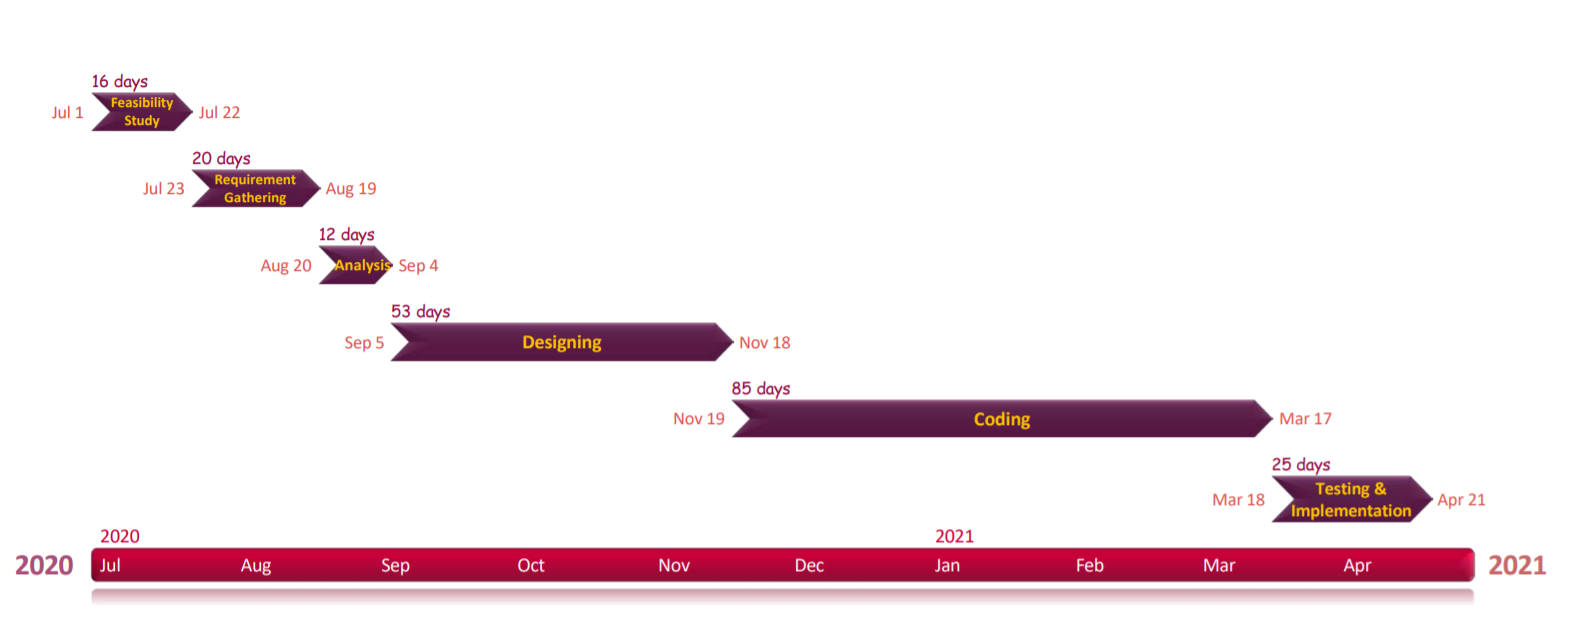 16 days
Jul 1
Feasibility
Study
Jul 22
20 days
Jul 23
Requirement
Gathering
Aug 19
12 days
Aug 20
Analysis
Sep 4
53 days
Sep 5
Designing
Nov 18
85 days
Nov 19
Coding
Mar 17
25 days
Mar 18
Testing &
Implementation
Apr 21
2020 2021
2020 Jul Aug Sep Oct Nov Dec Jan Feb Mar Apr 2021